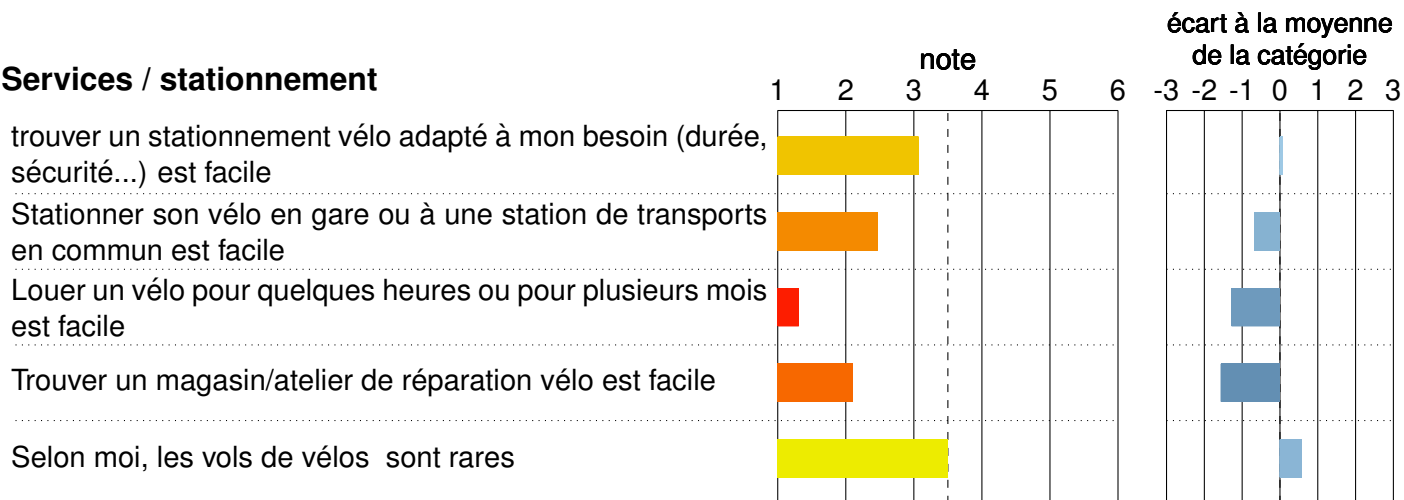 écart à la moyenne
note de la catégorie
Services / stationnement
1 2 3 4 5 6 -3 -2 -1 0 1 2 3
trouver un stationnement vélo adapté à mon besoin (durée,
sécurité...) est facile
Stationner son vélo en gare ou à une station de transports
en commun est facile
Louer un vélo pour quelques heures ou pour plusieurs mois
est facile
Trouver un magasin/atelier de réparation vélo est facile
Selon moi, les vols de vélos sont rares